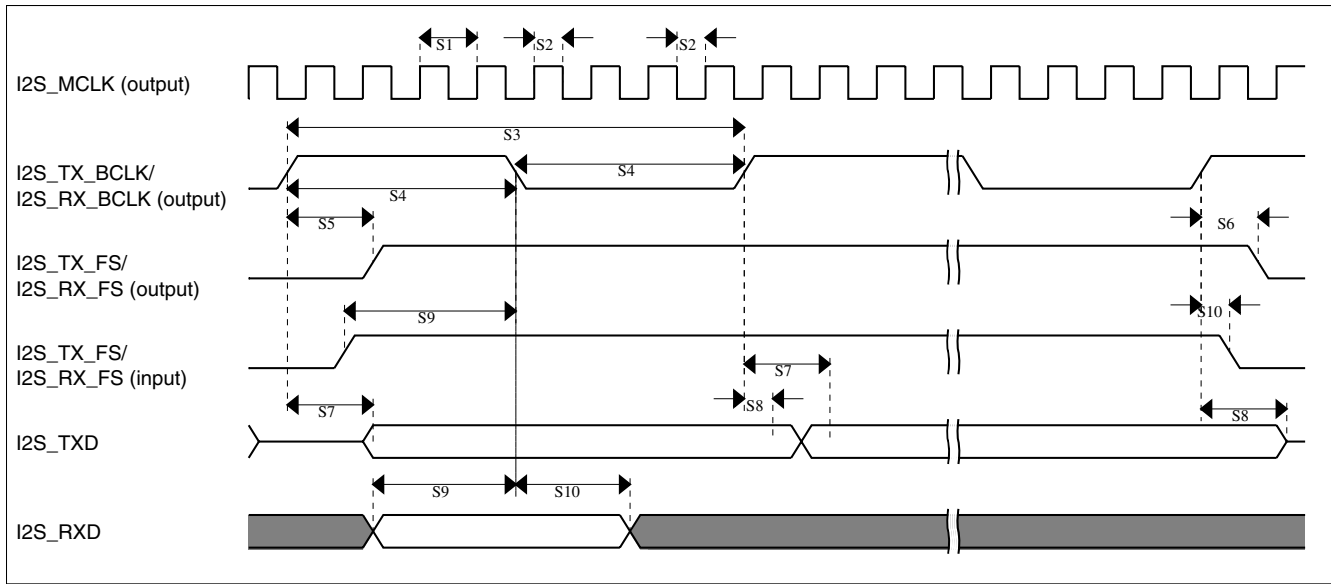 S1
S2
S2
I2S_MCLK (output)
S3
I2S_TX_BCLK/
I2S_RX_BCLK (output)
S4
S4
S5
S6
I2S_TX_FS/
I2S_RX_FS (output)
S9
S10
I2S_TX_FS/
I2S_RX_FS (input)
S7
S7
S8
S8
I2S_TXD
S9
S10
I2S_RXD